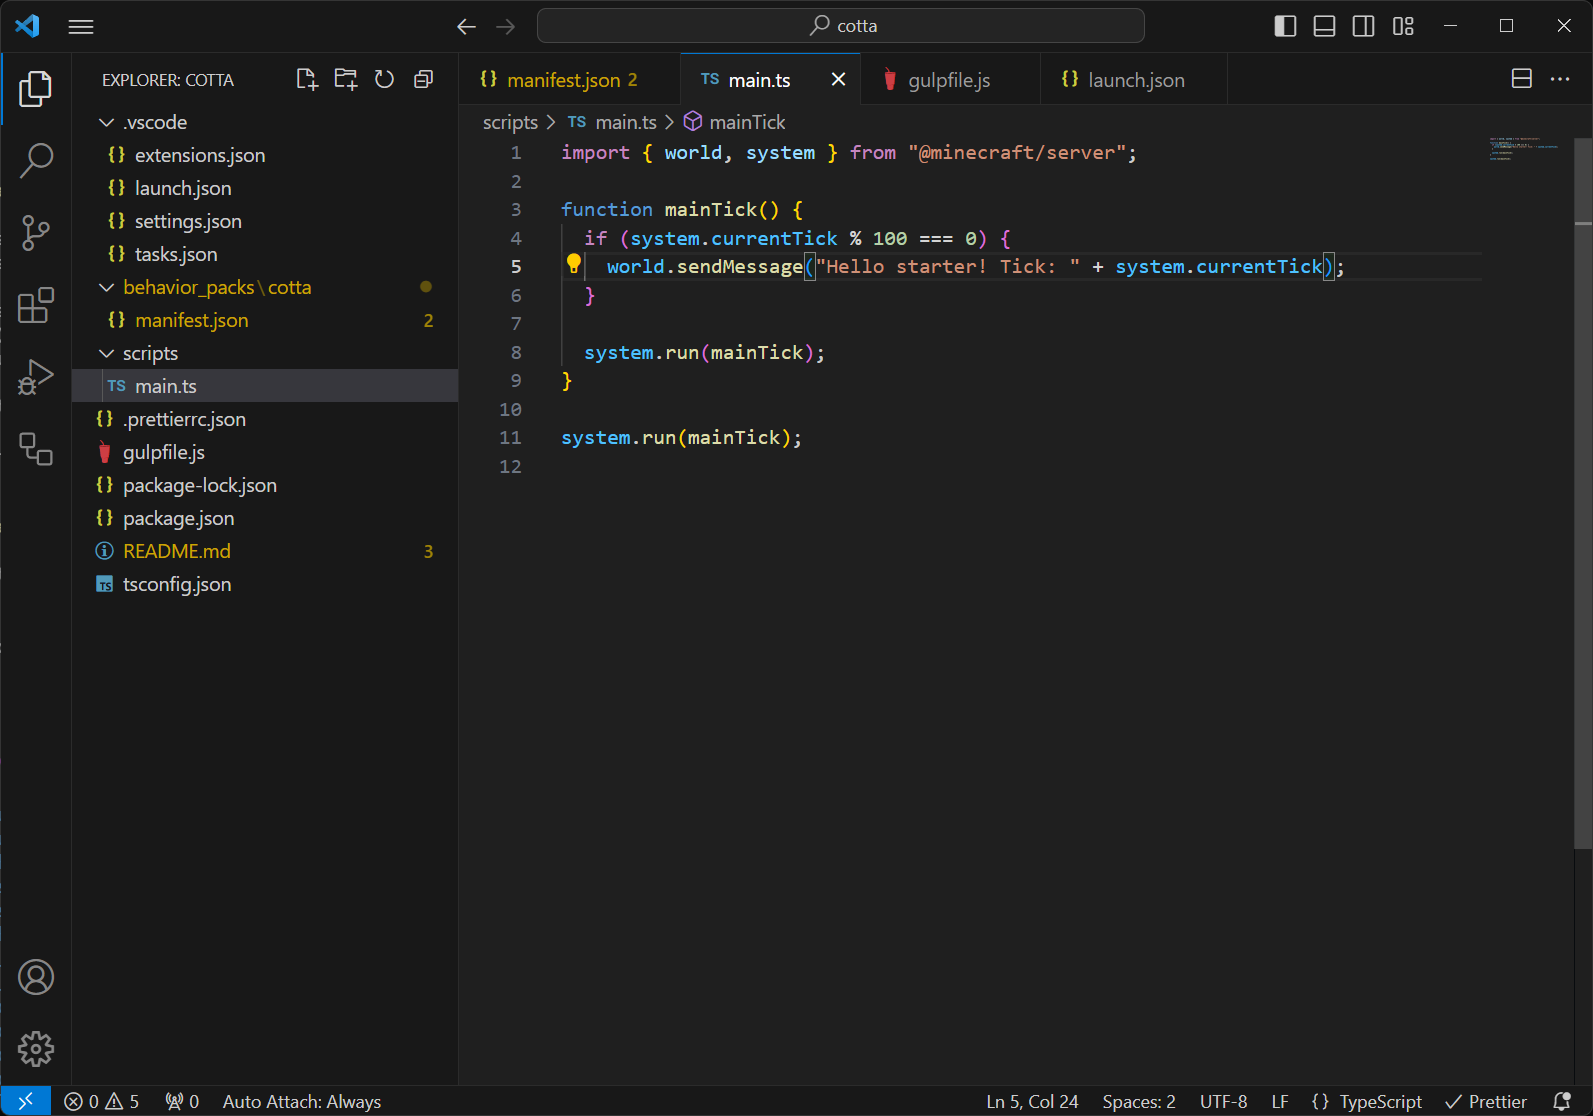 cotta
EXPLORER: COTTA
.vscode
{} extensions.json
{} launch.json
{} settings.json
{} tasks.json
behavior_packs\cotta
{} manifest.json 2
scripts
TS main.ts
{} .prettierrc.json
gulpfile.js
{} package-lock.json
{} package.json
README.md 3
TS tsconfig.json
{} manifest.json 2
TS main.ts
gulpfile.js
{} launch.json
scripts > TS main.ts > mainTick
1 import { world, system } from "@minecraft/server";
2
3 function mainTick() {
4 if (system.currentTick % 100 === 0) {
5 world.sendMessage("Hello starter! Tick: " + system.currentTick);
6 }
7
8 system.run(mainTick);
9 }
10
11 system.run(mainTick);
12
0 5 0 Auto Attach: Always Ln 5, Col 24 Spaces: 2 UTF-8 LF {} TypeScript Prettier